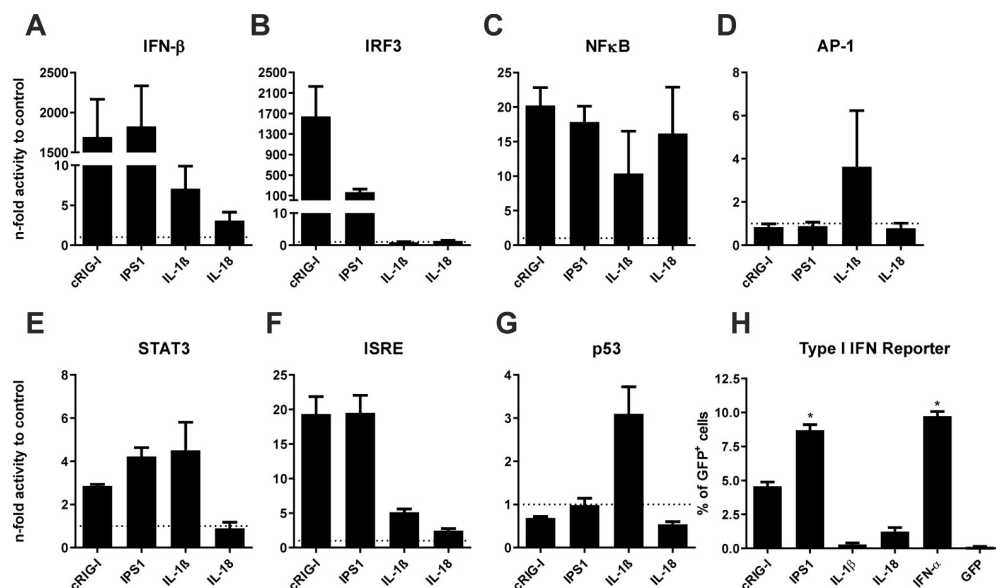 A
IFN-β
n-fold activity to control
2500
2000
1500
10
5
0
cRIG-I
IPS1
IL-1ß
IL-18
B
IRF3
2500
2100
1700
1300
900
500
100
10
0
cRIG-I
IPS1
IL-1ß
IL-18
C
NFκB
25
20
15
10
5
0
cRIG-I
IPS1
IL-1ß
IL-18
D
AP-1
8
6
4
2
0
cRIG-I
IPS1
IL-1ß
IL-18
E
STAT3
n-fold activity to control
8
6
4
2
0
cRIG-I
IPS1
IL-1ß
IL-18
F
ISRE
25
20
15
10
5
0
cRIG-I
IPS1
IL-1ß
IL-18
G
p53
4
3
2
1
0
cRIG-I
IPS1
IL-1ß
IL-18
H
Type I IFN Reporter
% of GFP⁺ cells
12.5
10.0
7.5
5.0
2.5
0.0
*
*
cRIG-I
IPS1
IL-1β
IL-18
IFN-α
GFP